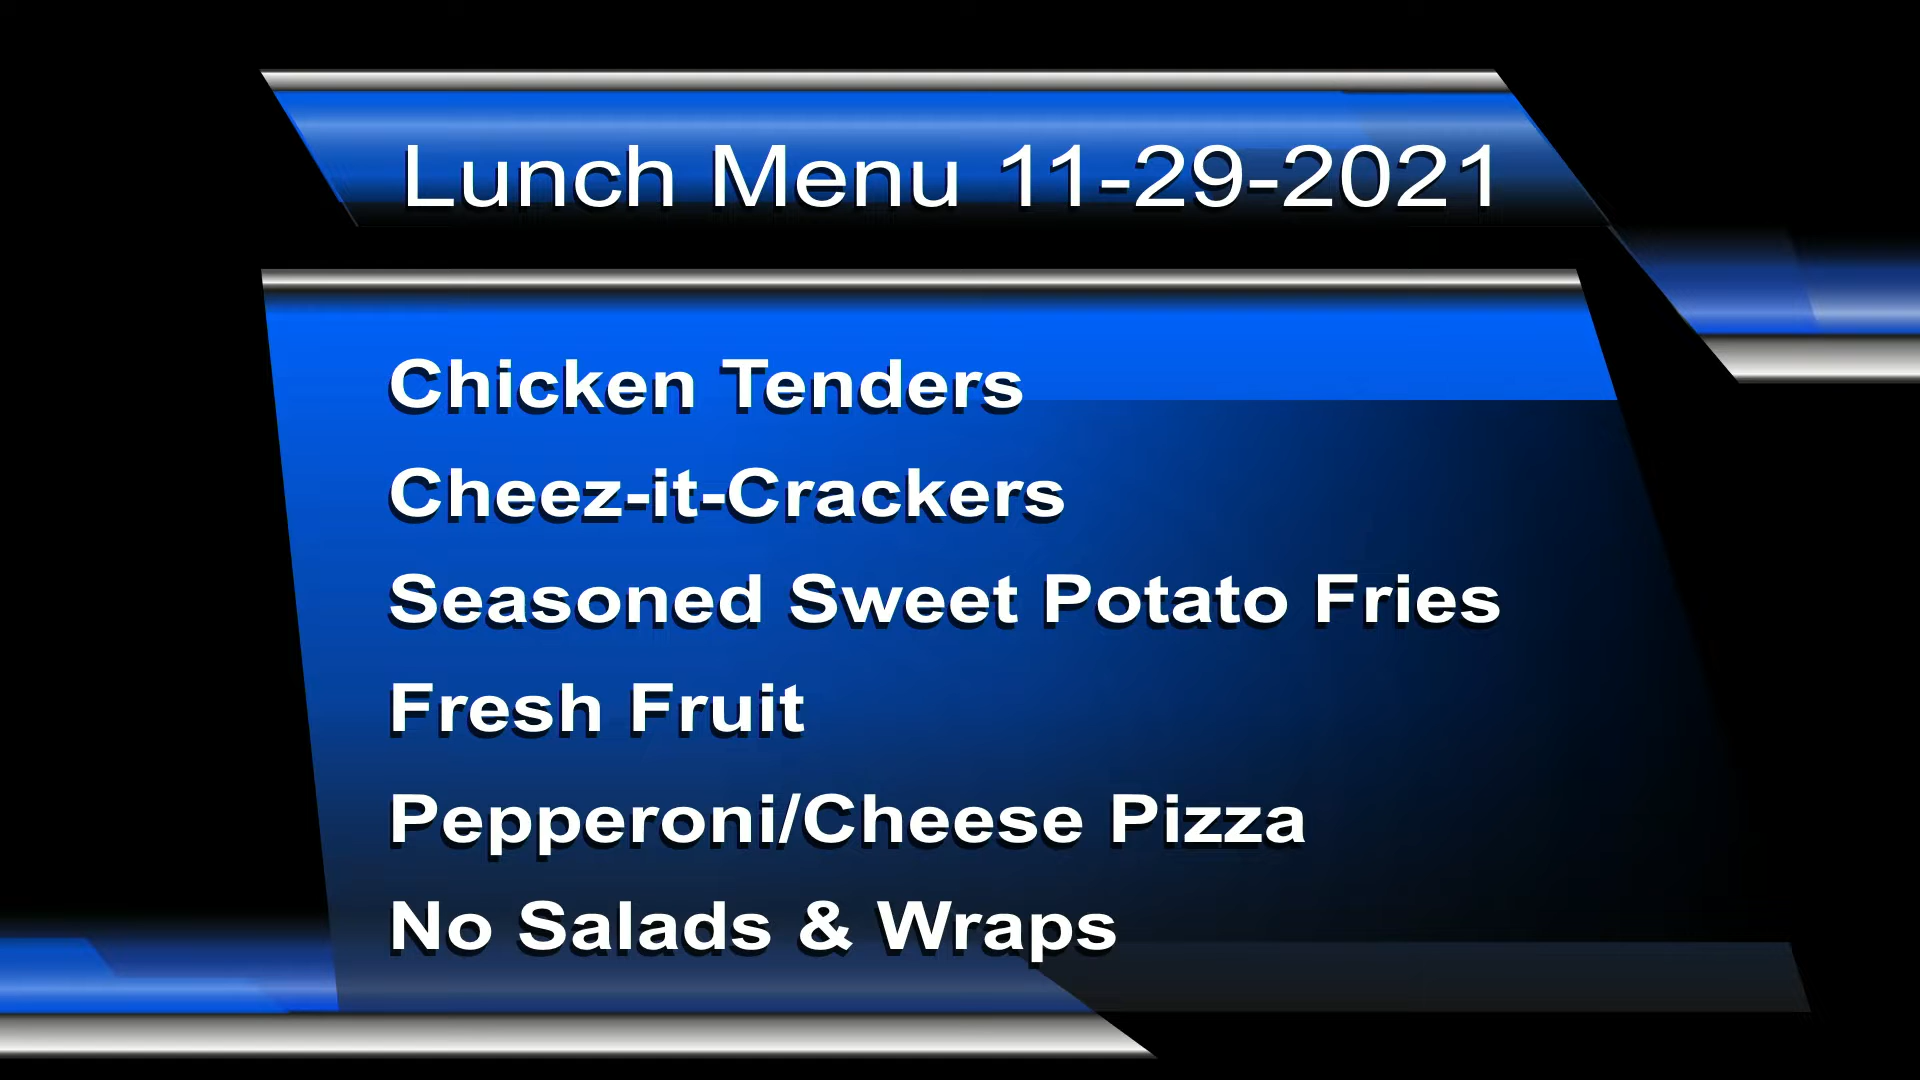 Lunch Menu 11-29-2021
Chicken Tenders
Cheez-it-Crackers
Seasoned Sweet Potato Fries
Fresh Fruit
Pepperoni/Cheese Pizza
No Salads & Wraps